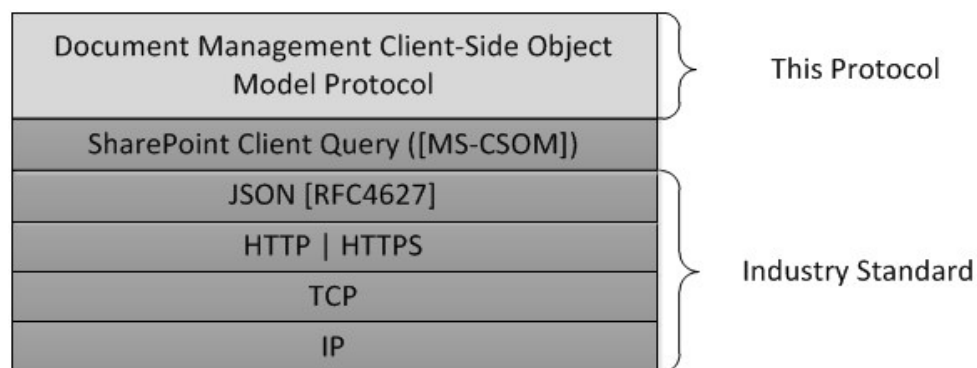 Document Management Client-Side Object
Model Protocol
This Protocol
SharePoint Client Query ([MS-CSOM])
JSON [RFC4627]
HTTP | HTTPS
Industry Standard
TCP
IP